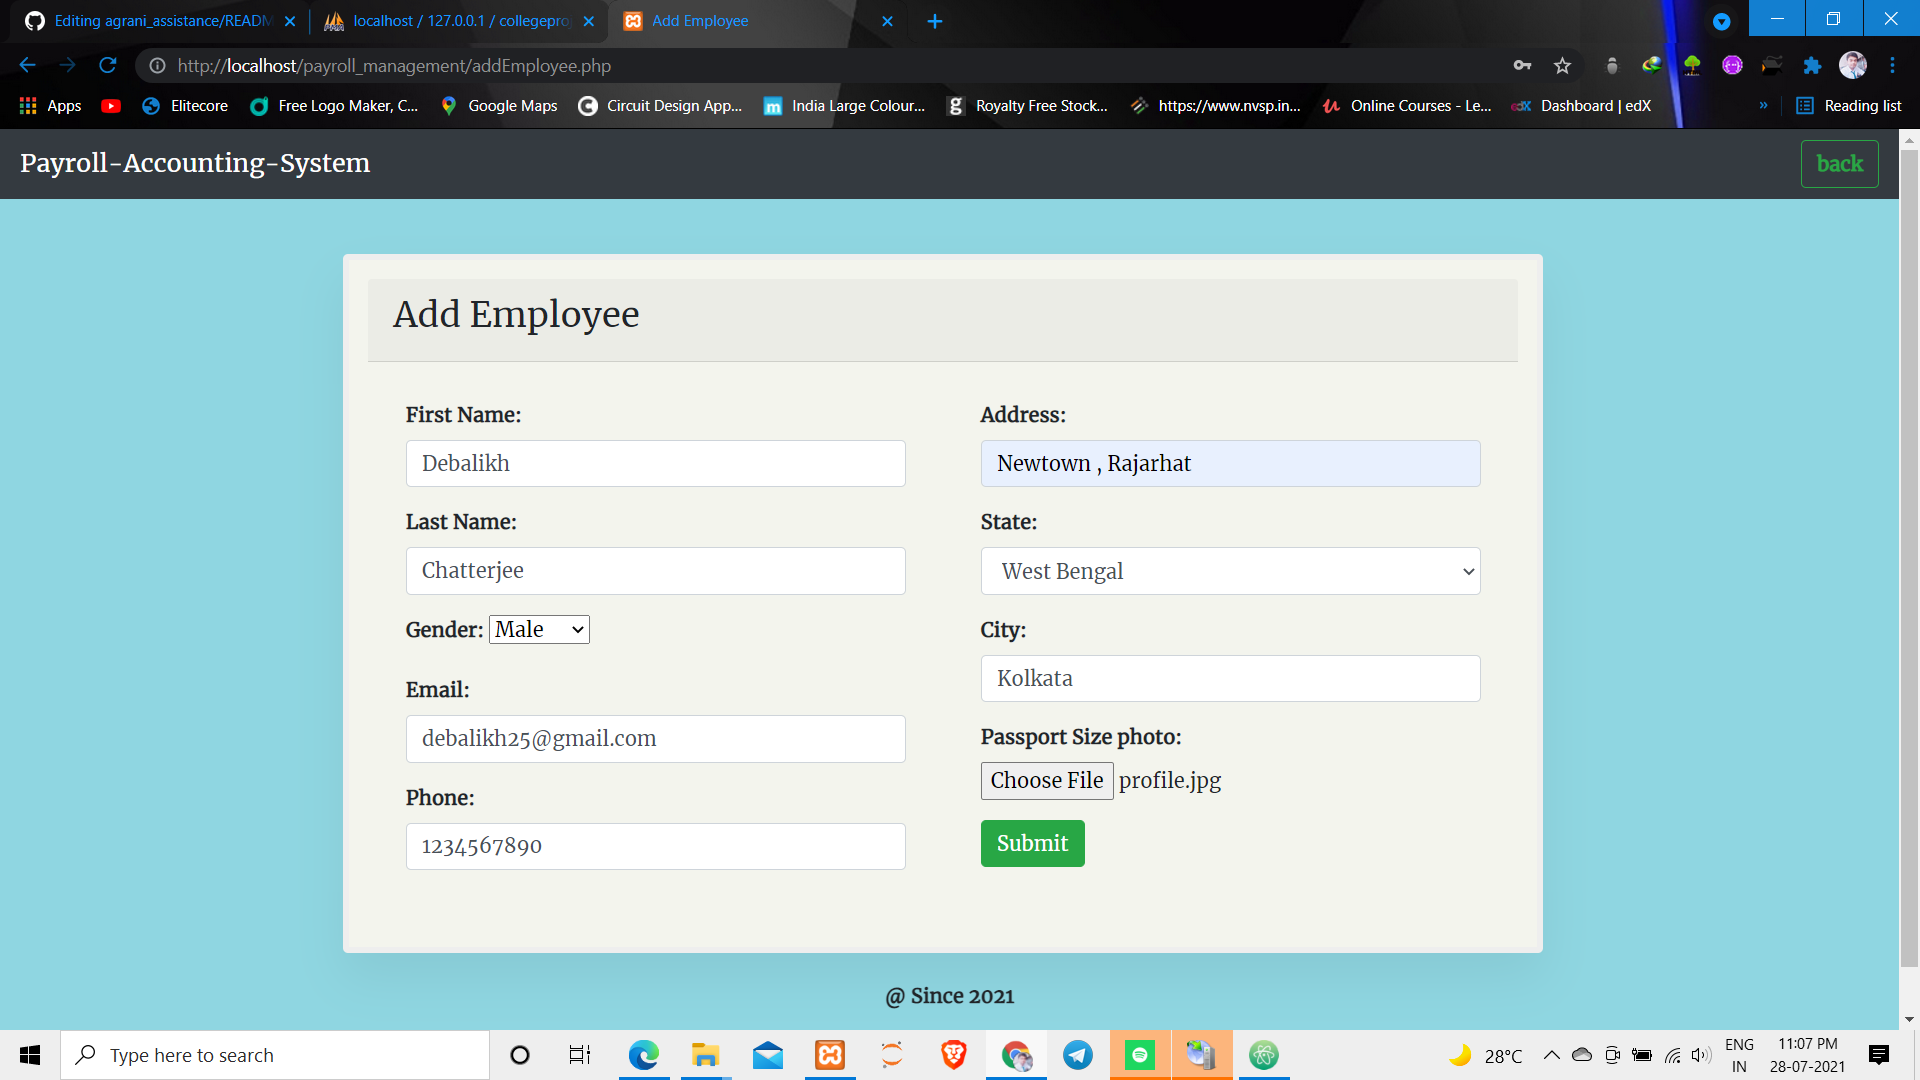 Editing agrani_assistance/READM
localhost / 127.0.0.1 / collegepro
Add Employee
http://localhost/payroll_management/addEmployee.php
Apps
Elitecore
Free Logo Maker, C...
Google Maps
Circuit Design App...
India Large Colour...
Royalty Free Stock...
https://www.nvsp.in...
Online Courses - Le...
Dashboard | edX
»
Reading list
Payroll-Accounting-System
back
Add Employee
First Name:
Debalikh
Last Name:
Chatterjee
Gender: Male
Email:
debalikh25@gmail.com
Phone:
1234567890
Address:
Newtown , Rajarhat
State:
West Bengal
City:
Kolkata
Passport Size photo:
Choose File profile.jpg
Submit
@ Since 2021
Type here to search
28°C
ENG
IN
11:07 PM
28-07-2021